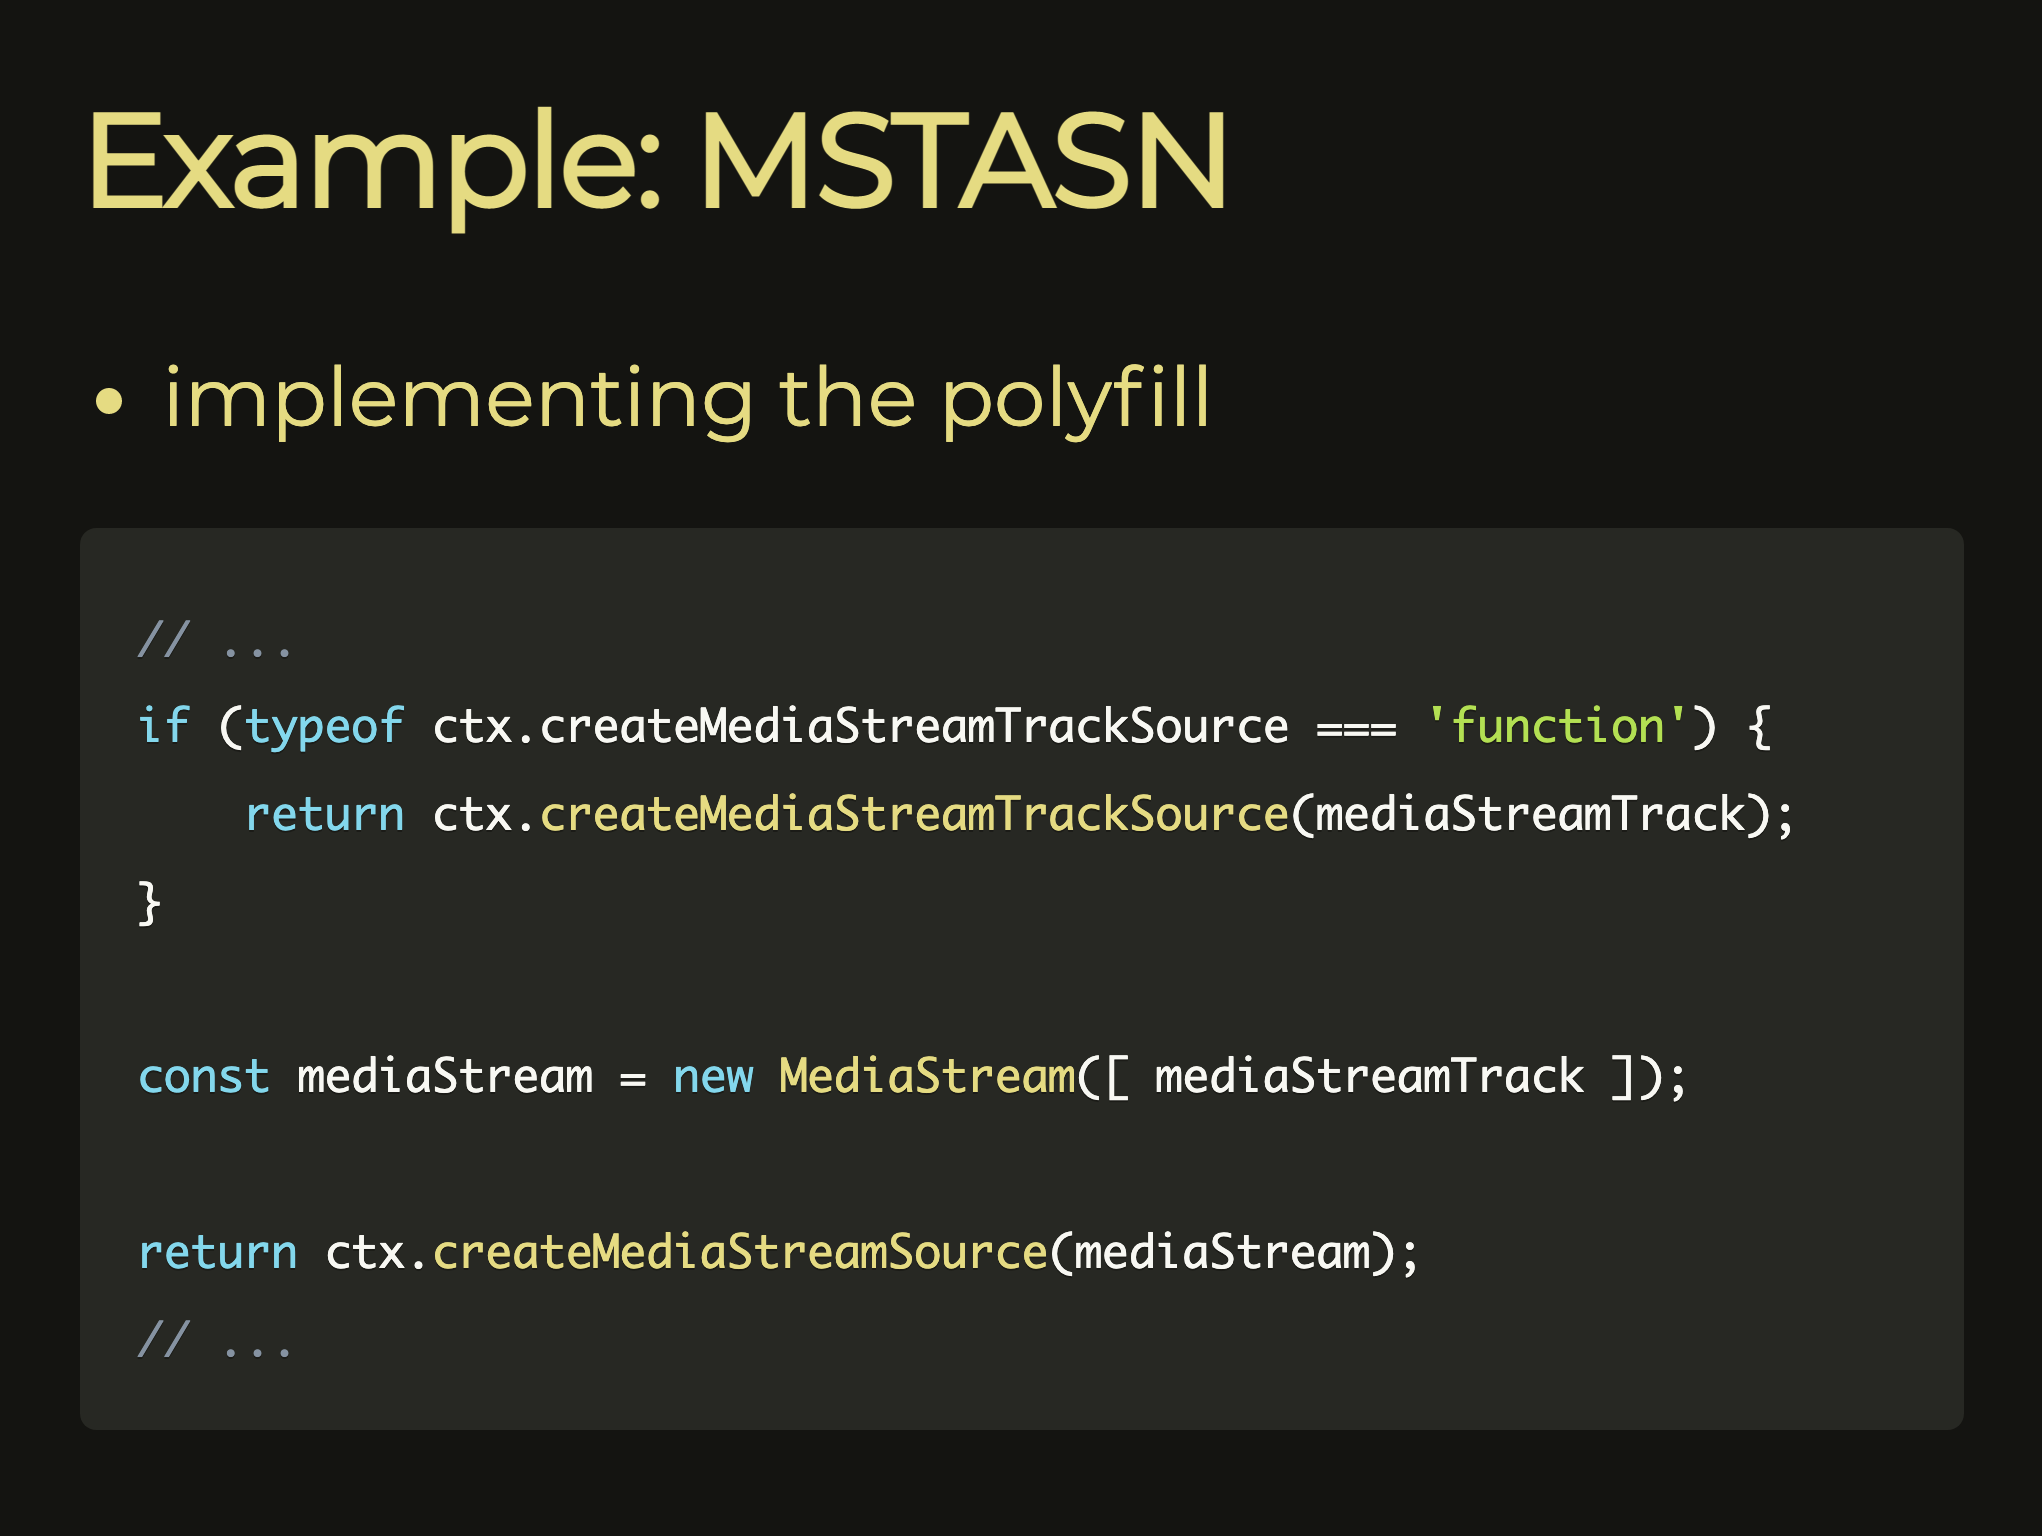 Example: MSTASN
• implementing the polyfill
// ...
if (typeof ctx.createMediaStreamTrackSource === 'function') {
    return ctx.createMediaStreamTrackSource(mediaStreamTrack);
}
const mediaStream = new MediaStream([ mediaStreamTrack ]);
return ctx.createMediaStreamSource(mediaStream);
// ...